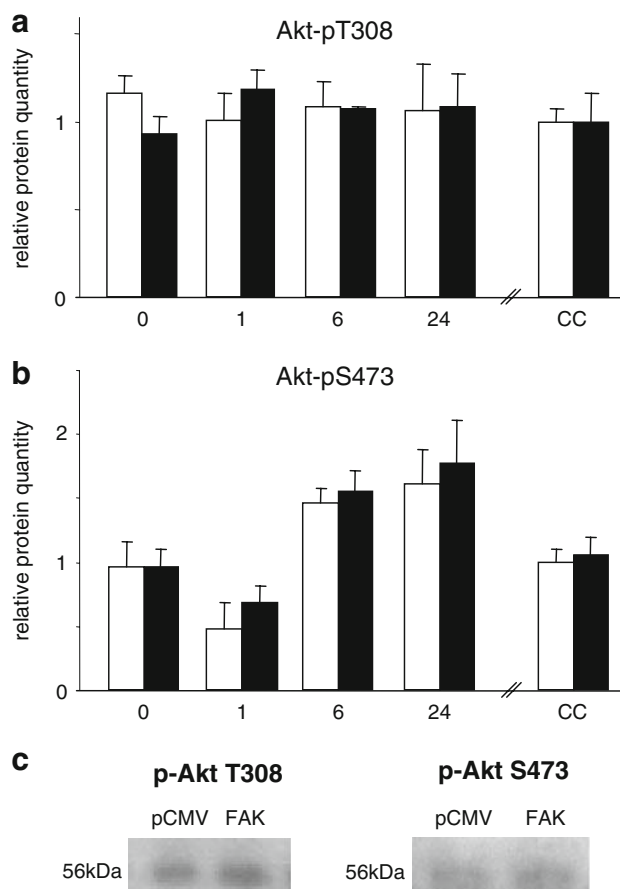 a
Akt-pT308
relative protein quantity
1
0
0 1 6 24 CC
b
Akt-pS473
relative protein quantity
2
1
0
0 1 6 24 CC
c
p-Akt T308 p-Akt S473
pCMV FAK pCMV FAK
56kDa 56kDa